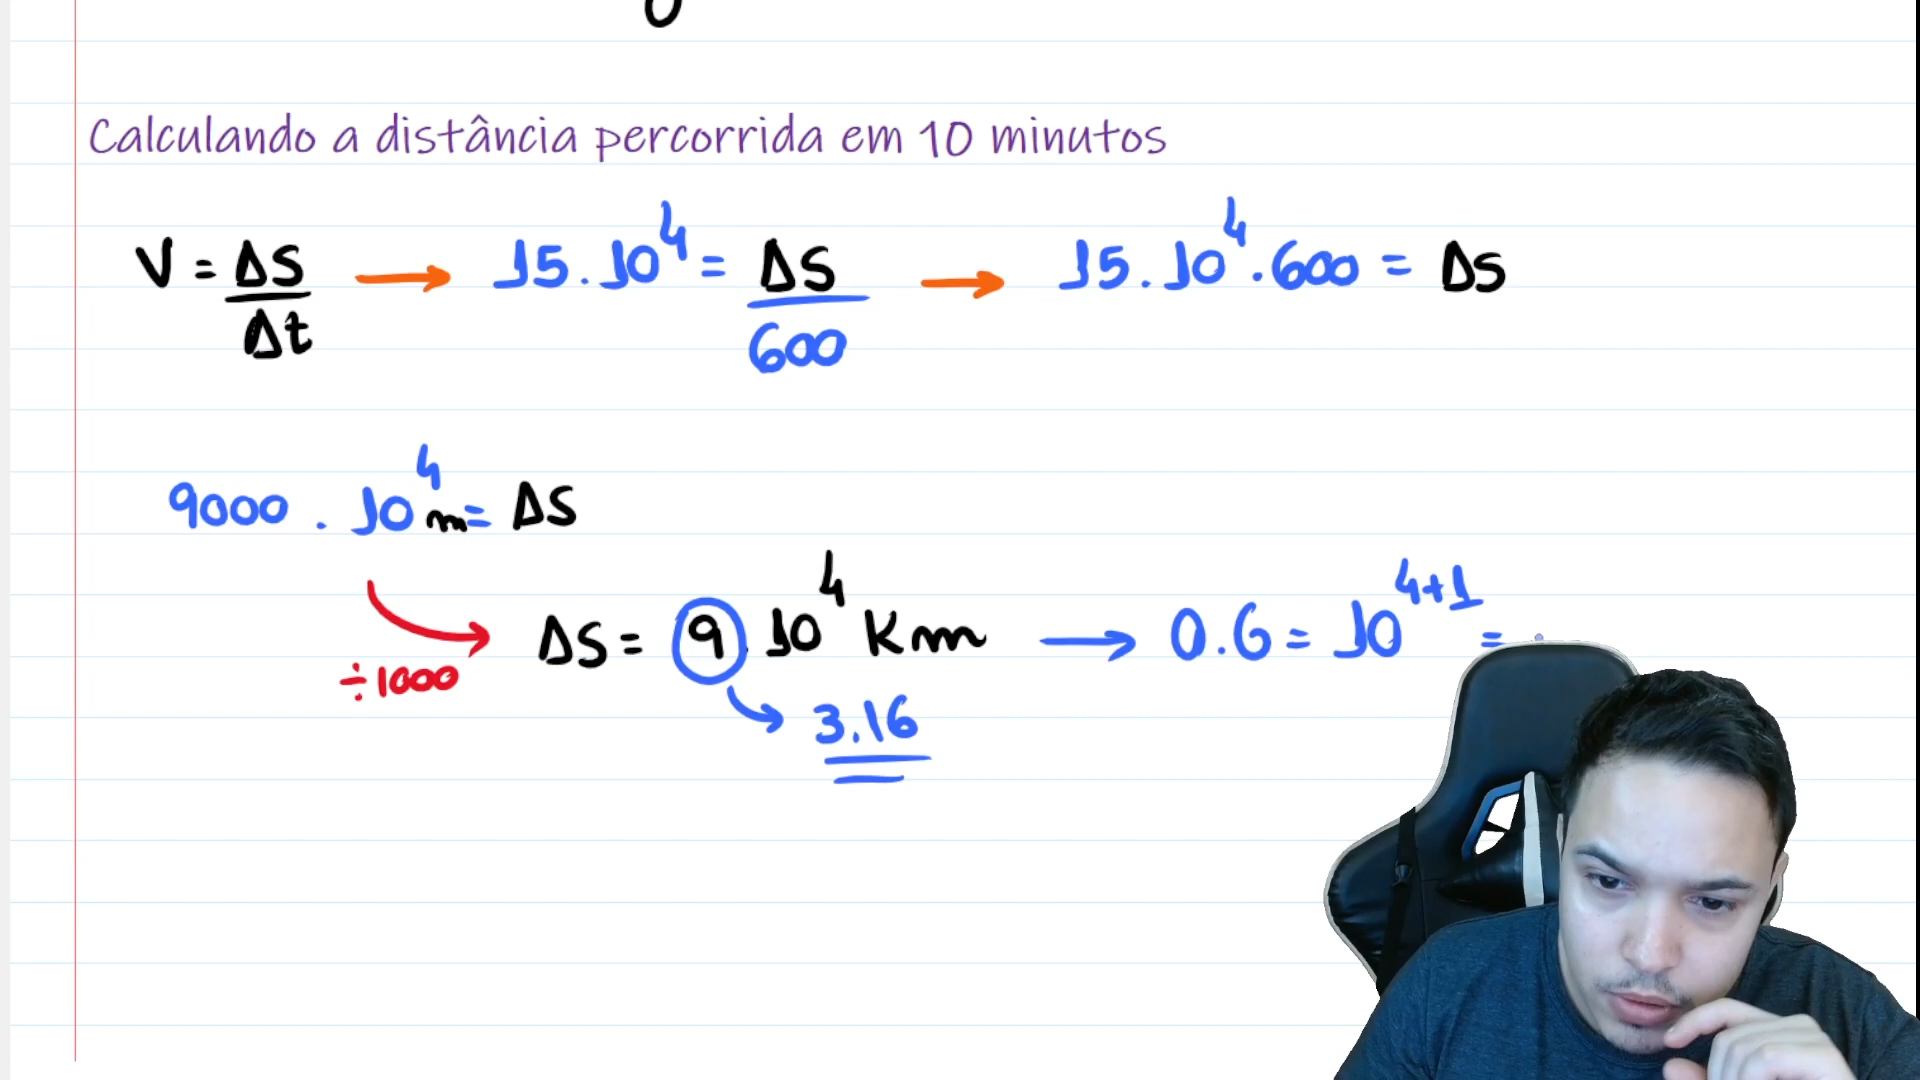 Calculando a distância percorrida em 10 minutos
V = ΔS/Δt → 15.10⁴ = ΔS/600 → 15.10⁴.600 = ΔS
9000 . 10⁴ m = ΔS
÷1000 ΔS = 9.10⁴ Km → 0.G = 10⁴⁺¹ =
3.16